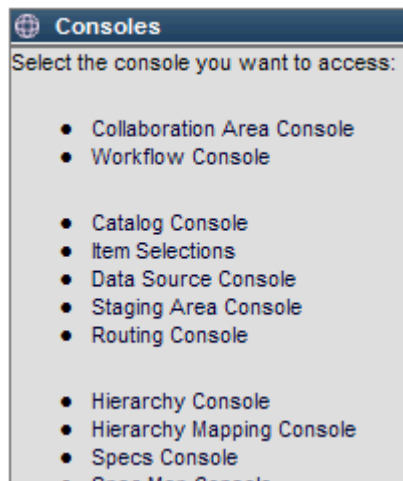 Consoles
Select the console you want to access:
Collaboration Area Console
Workflow Console
Catalog Console
Item Selections
Data Source Console
Staging Area Console
Routing Console
Hierarchy Console
Hierarchy Mapping Console
Specs Console